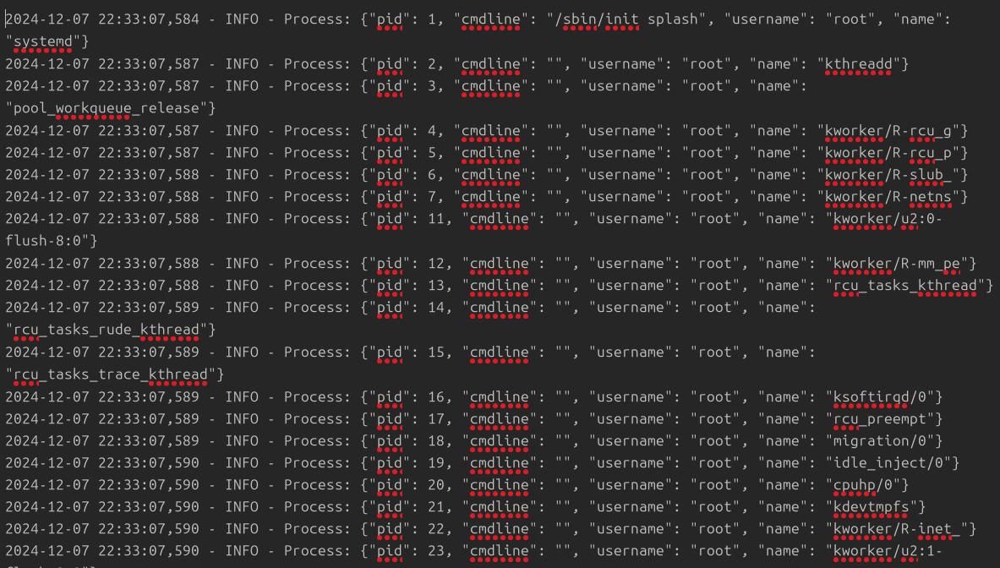 2024-12-07 22:33:07,584 - INFO - Process: {"pid": 1, "cmdline": "/sbin/init splash", "username": "root", "name":
"systemd"}
2024-12-07 22:33:07,587 - INFO - Process: {"pid": 2, "cmdline": "", "username": "root", "name": "kthreadd"}
2024-12-07 22:33:07,587 - INFO - Process: {"pid": 3, "cmdline": "", "username": "root", "name":
"pool_workqueue_release"}
2024-12-07 22:33:07,587 - INFO - Process: {"pid": 4, "cmdline": "", "username": "root", "name": "kworker/R-rcu_g"}
2024-12-07 22:33:07,587 - INFO - Process: {"pid": 5, "cmdline": "", "username": "root", "name": "kworker/R-rcu_p"}
2024-12-07 22:33:07,588 - INFO - Process: {"pid": 6, "cmdline": "", "username": "root", "name": "kworker/R-slub_"}
2024-12-07 22:33:07,588 - INFO - Process: {"pid": 7, "cmdline": "", "username": "root", "name": "kworker/R-netns"}
2024-12-07 22:33:07,588 - INFO - Process: {"pid": 11, "cmdline": "", "username": "root", "name": "kworker/u2:0-
flush-8:0"}
2024-12-07 22:33:07,588 - INFO - Process: {"pid": 12, "cmdline": "", "username": "root", "name": "kworker/R-mm_pe"}
2024-12-07 22:33:07,588 - INFO - Process: {"pid": 13, "cmdline": "", "username": "root", "name": "rcu_tasks_kthread"}
2024-12-07 22:33:07,589 - INFO - Process: {"pid": 14, "cmdline": "", "username": "root", "name":
"rcu_tasks_rude_kthread"}
2024-12-07 22:33:07,589 - INFO - Process: {"pid": 15, "cmdline": "", "username": "root", "name":
"rcu_tasks_trace_kthread"}
2024-12-07 22:33:07,589 - INFO - Process: {"pid": 16, "cmdline": "", "username": "root", "name": "ksoftirqd/0"}
2024-12-07 22:33:07,589 - INFO - Process: {"pid": 17, "cmdline": "", "username": "root", "name": "rcu_preempt"}
2024-12-07 22:33:07,589 - INFO - Process: {"pid": 18, "cmdline": "", "username": "root", "name": "migration/0"}
2024-12-07 22:33:07,590 - INFO - Process: {"pid": 19, "cmdline": "", "username": "root", "name": "idle_inject/0"}
2024-12-07 22:33:07,590 - INFO - Process: {"pid": 20, "cmdline": "", "username": "root", "name": "cpuhp/0"}
2024-12-07 22:33:07,590 - INFO - Process: {"pid": 21, "cmdline": "", "username": "root", "name": "kdevtmpfs"}
2024-12-07 22:33:07,590 - INFO - Process: {"pid": 22, "cmdline": "", "username": "root", "name": "kworker/R-inet_"}
2024-12-07 22:33:07,590 - INFO - Process: {"pid": 23, "cmdline": "", "username": "root", "name": "kworker/u2:1-